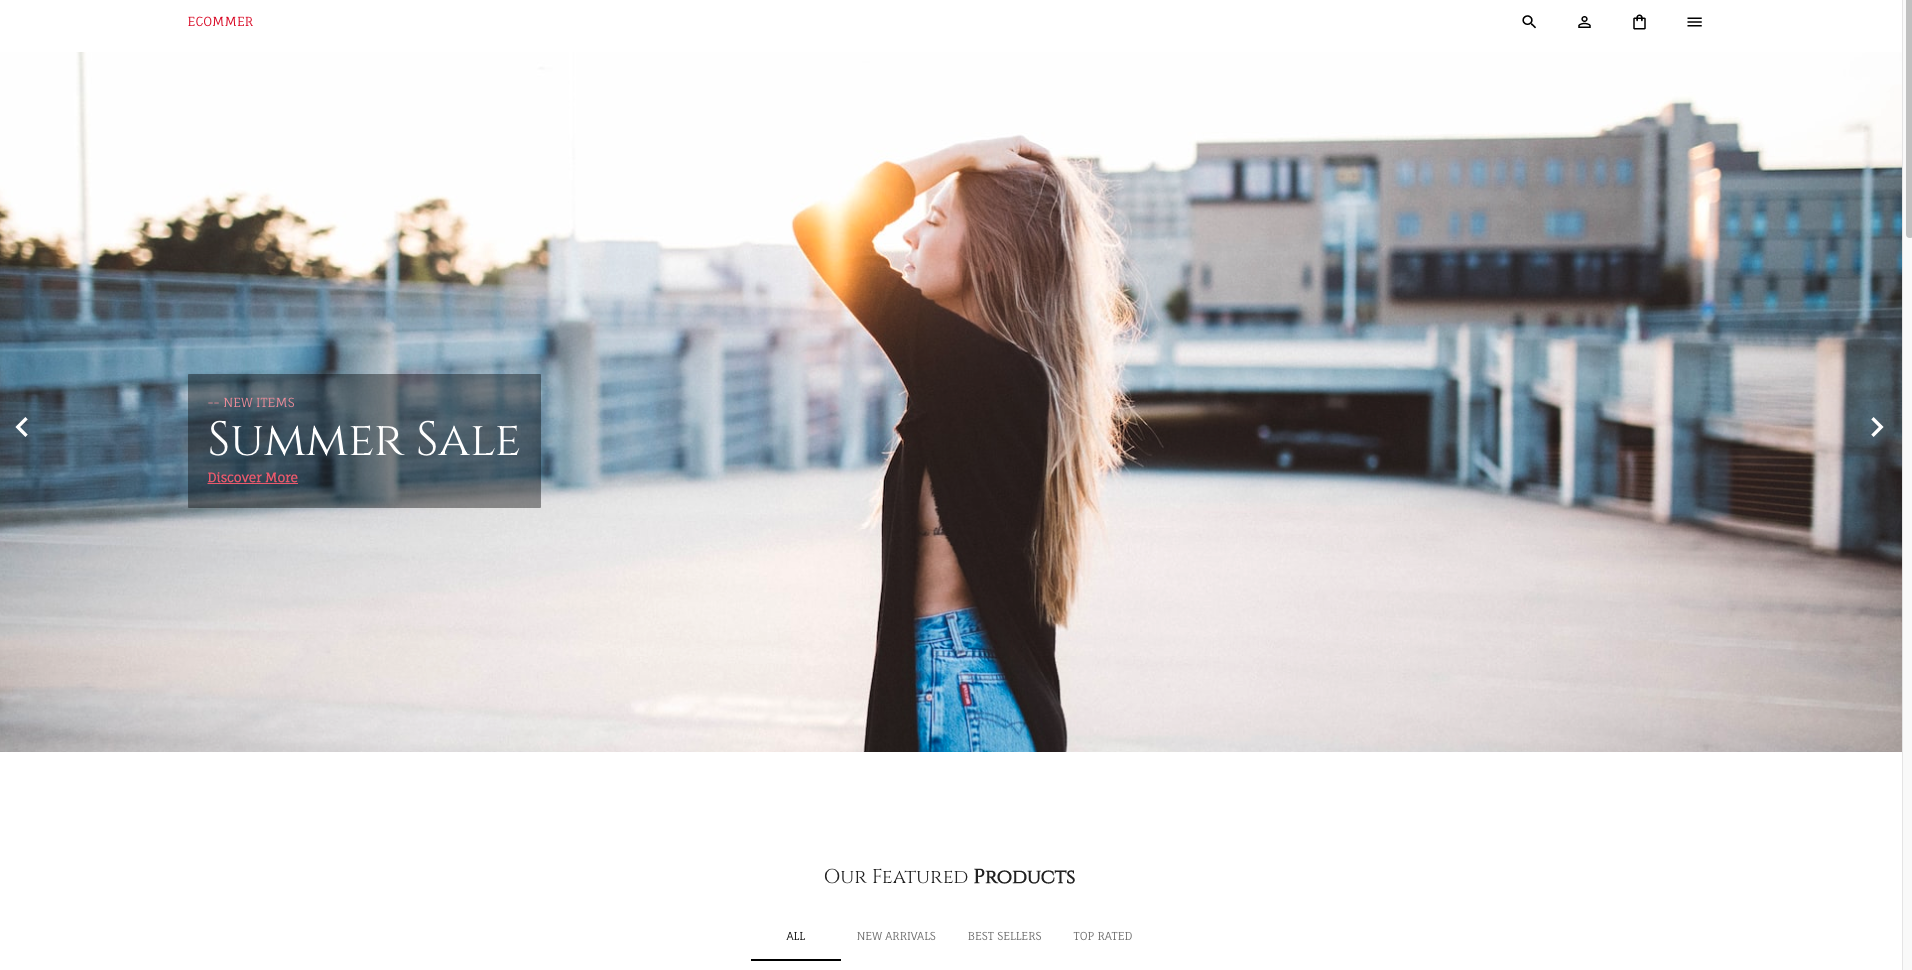 ECOMMER
-- NEW ITEMS
Summer Sale
Discover More
Our Featured Products
ALL
NEW ARRIVALS
BEST SELLERS
TOP RATED